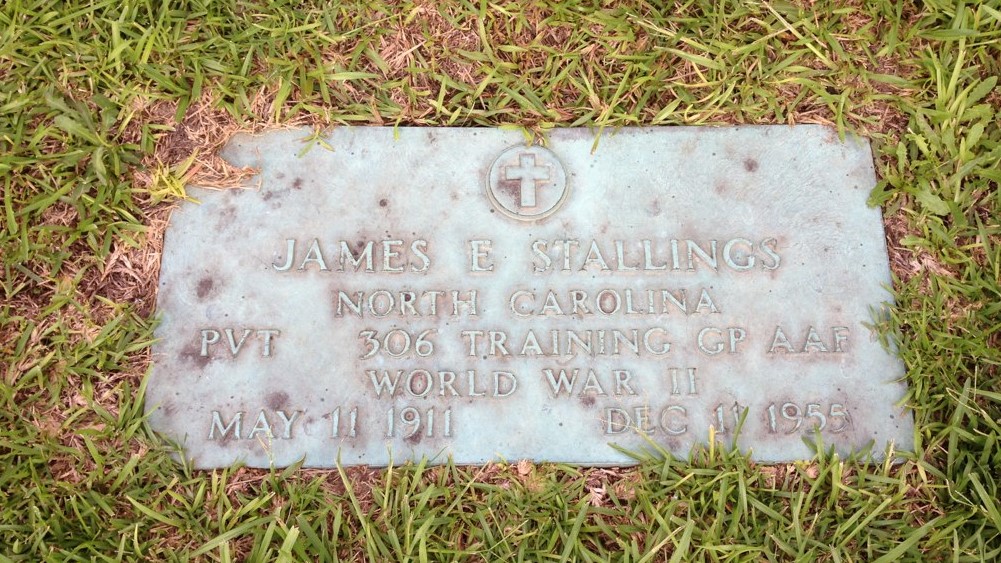 JAMES E STALLINGS
NORTH CAROLINA
PVT 306 TRAINING GP AAF
WORLD WAR II
MAY 11 1911 DEC 11 1955